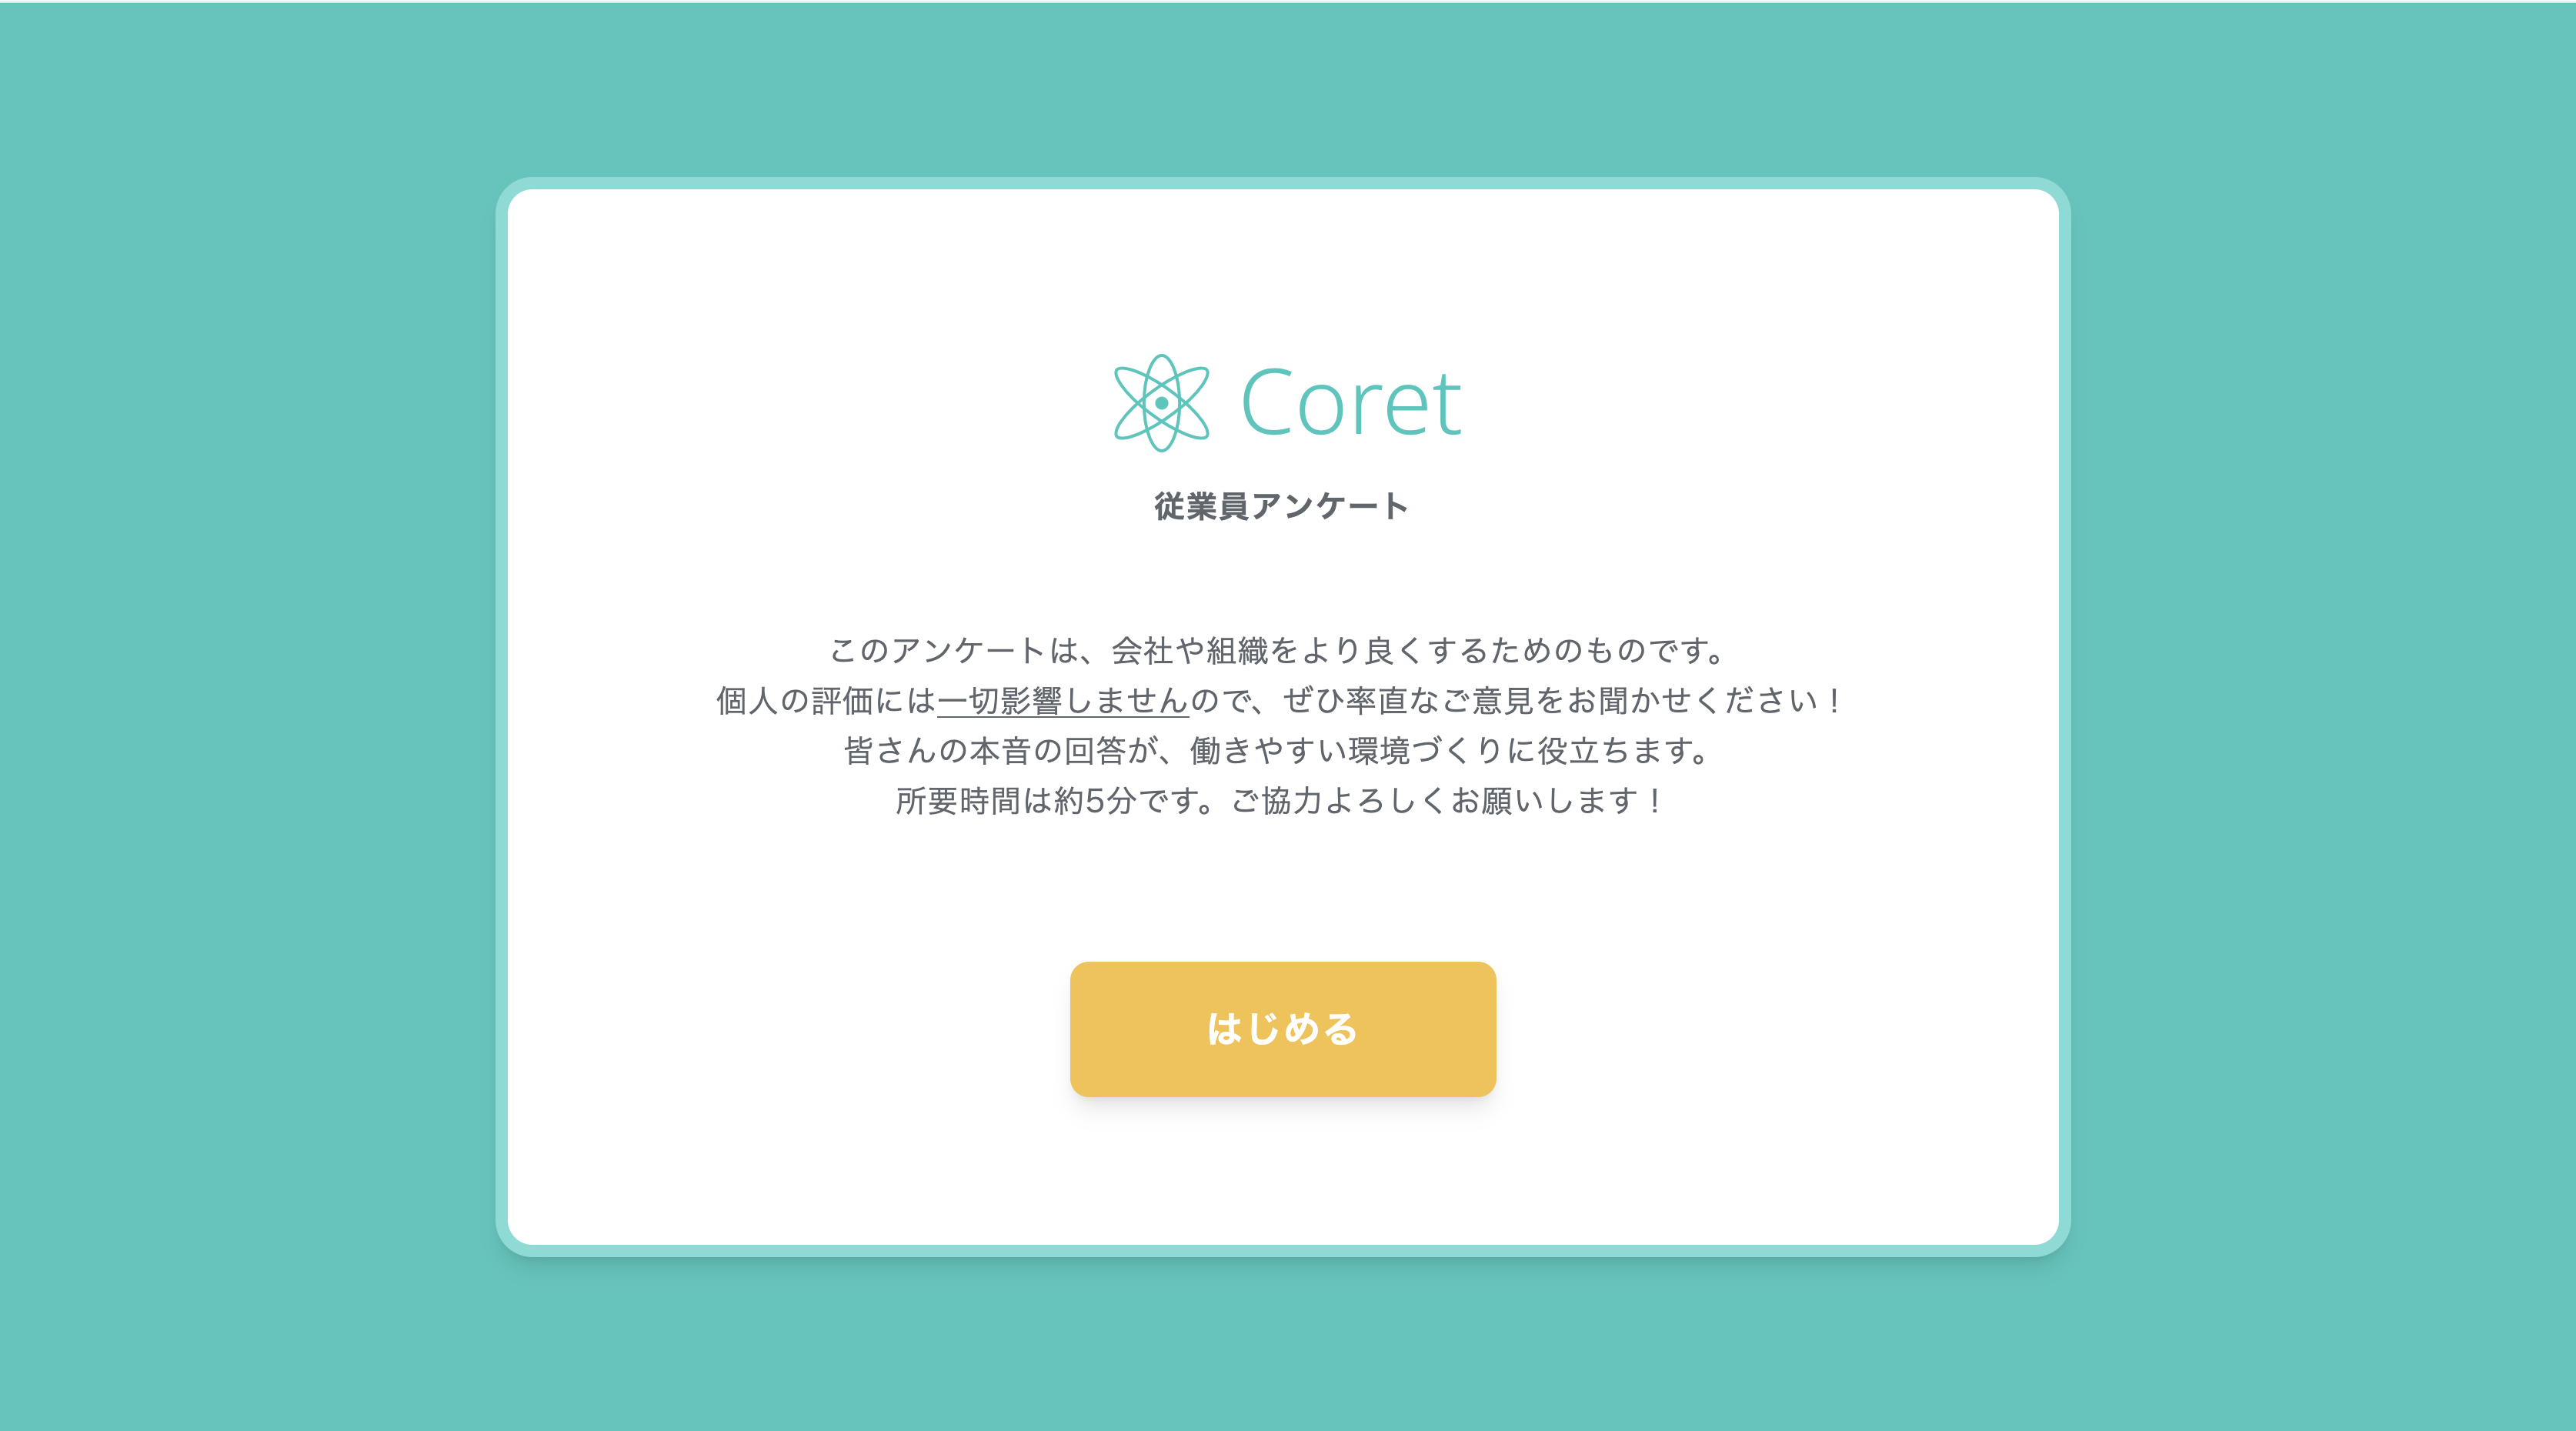 Coret
従業員アンケート
このアンケートは、会社や組織をより良くするためのものです。
個人の評価には一切影響しませんので、ぜひ率直なご意見をお聞かせください！
皆さんの本音の回答が、働きやすい環境づくりに役立ちます。
所要時間は約5分です。ご協力よろしくお願いします！
はじめる